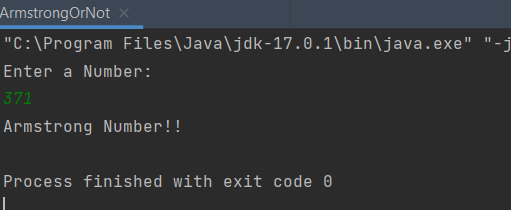 ArmstrongOrNot ×
"C:\Program Files\Java\jdk-17.0.1\bin\java.exe" "-j
Enter a Number:
371
Armstrong Number!!
Process finished with exit code 0